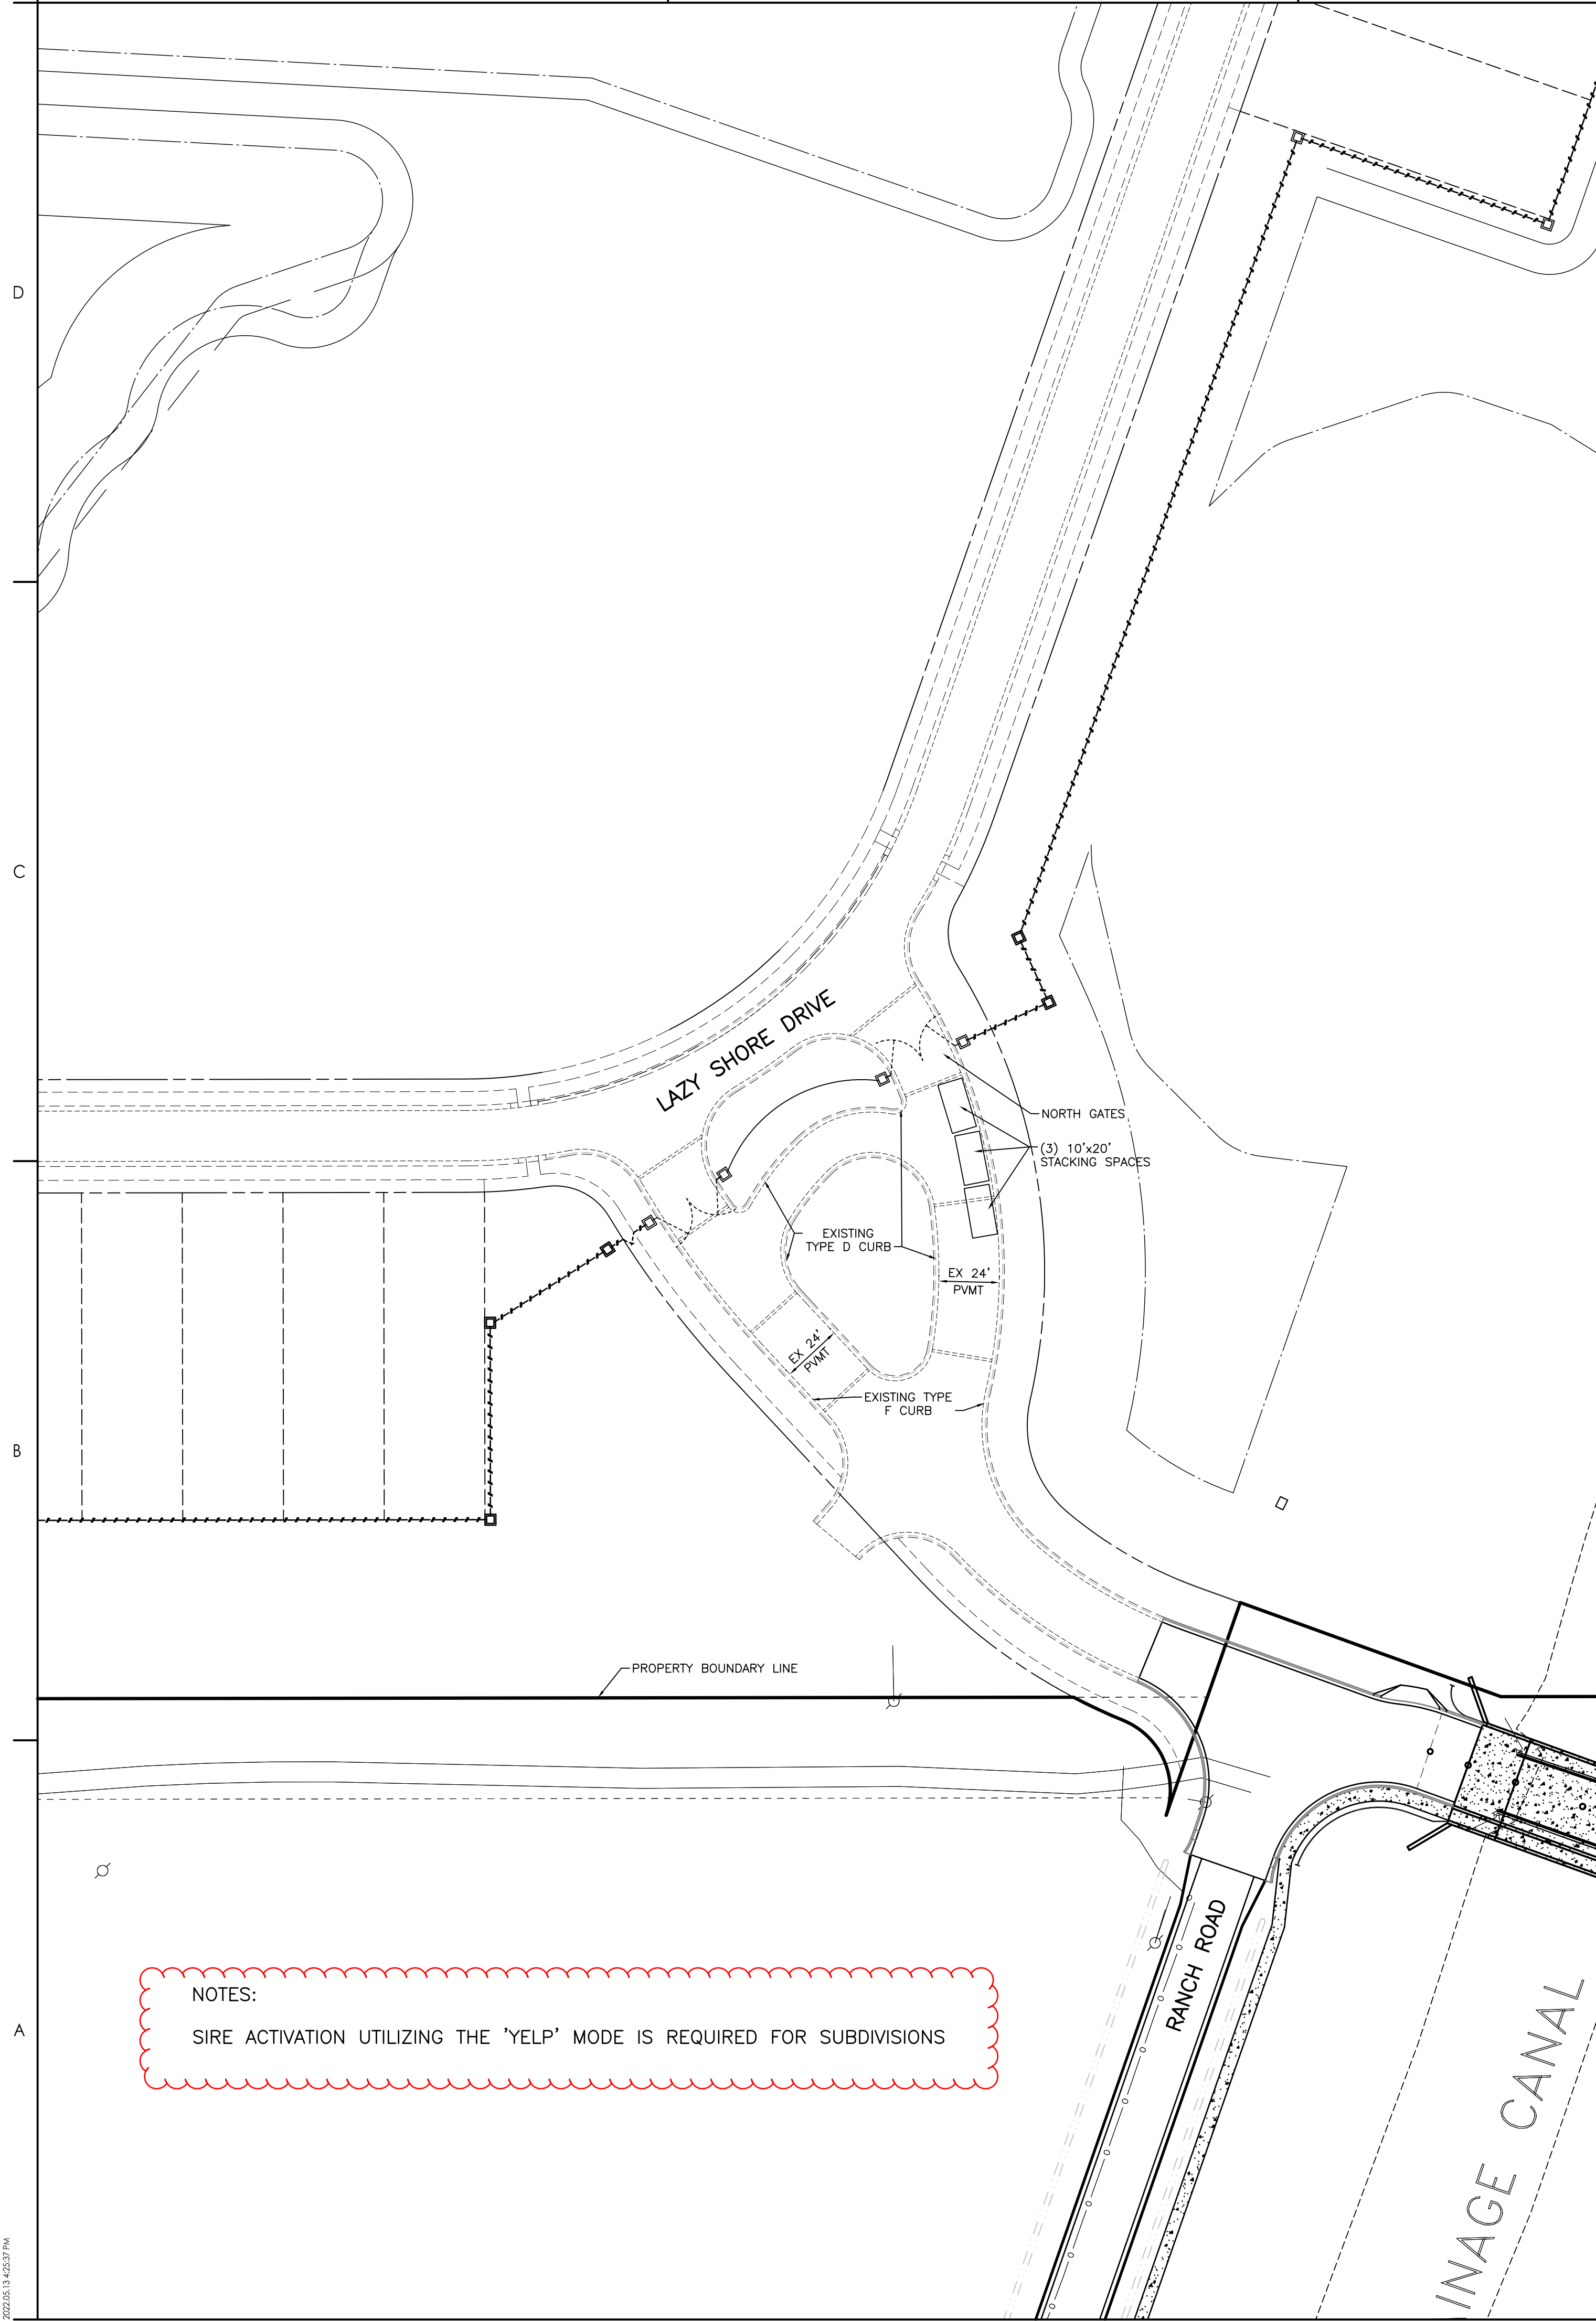 D
C
LAZY SHORE DRIVE
NORTH GATES
(3) 10'x20'
STACKING SPACES
EXISTING
TYPE D CURB
EX 24'
PVMT
EX 24'
PVMT
EXISTING TYPE
F CURB
B
PROPERTY BOUNDARY LINE
RANCH ROAD
NOTES:
SIRE ACTIVATION UTILIZING THE 'YELP' MODE IS REQUIRED FOR SUBDIVISIONS
A
INAGE CANAL
2022.05.13 4:25:37 PM